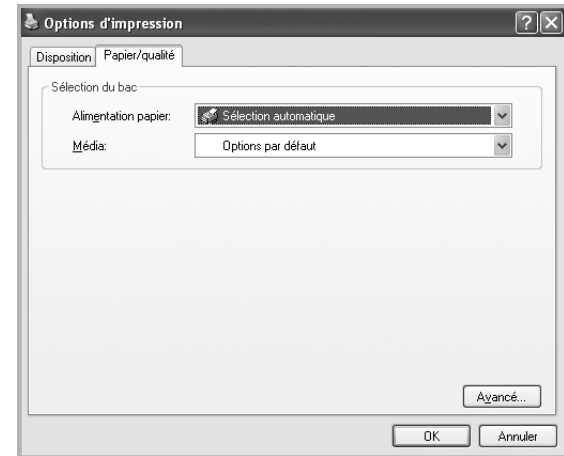 Options d'impression
Disposition Papier/qualité
Sélection du bac
Alimentation papier: Sélection automatique
Média: Options par défaut
Avancé...
OK Annuler